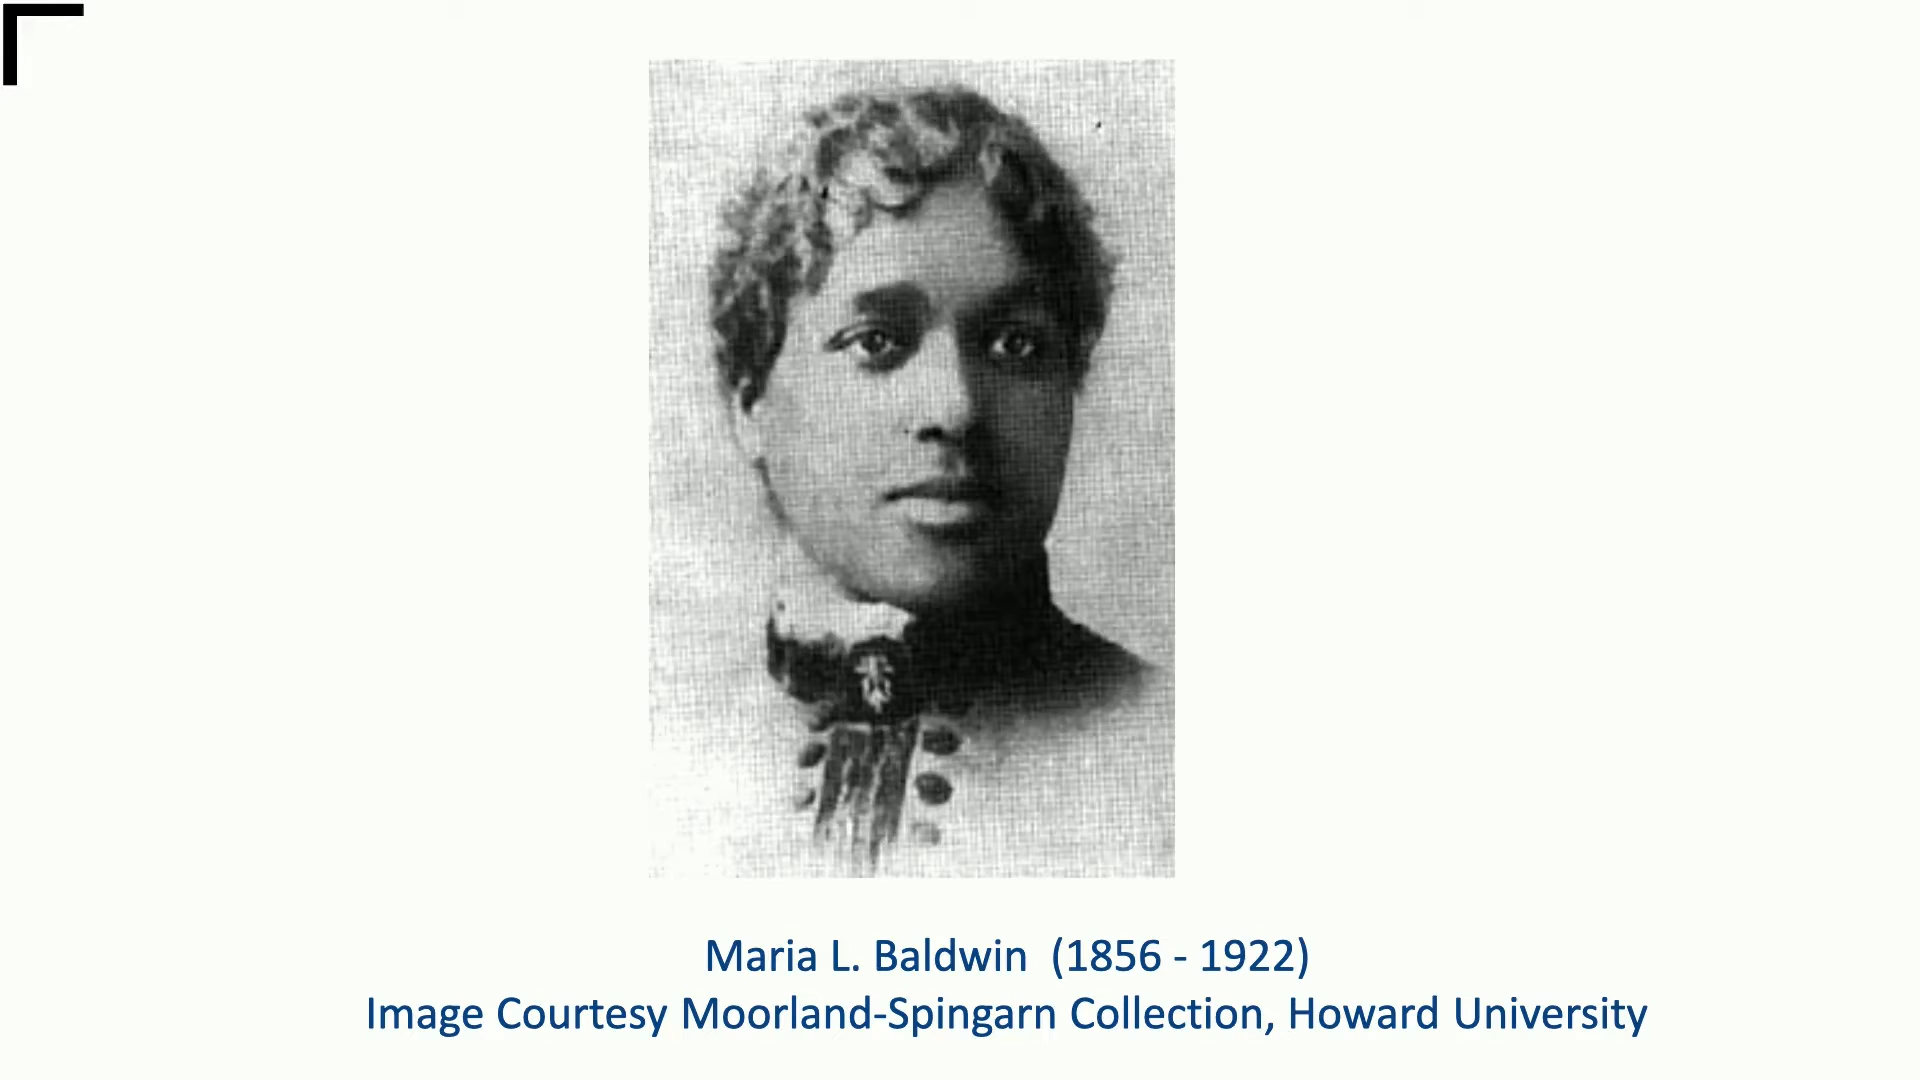 Maria L. Baldwin  (1856 - 1922)
Image Courtesy Moorland-Spingarn Collection, Howard University